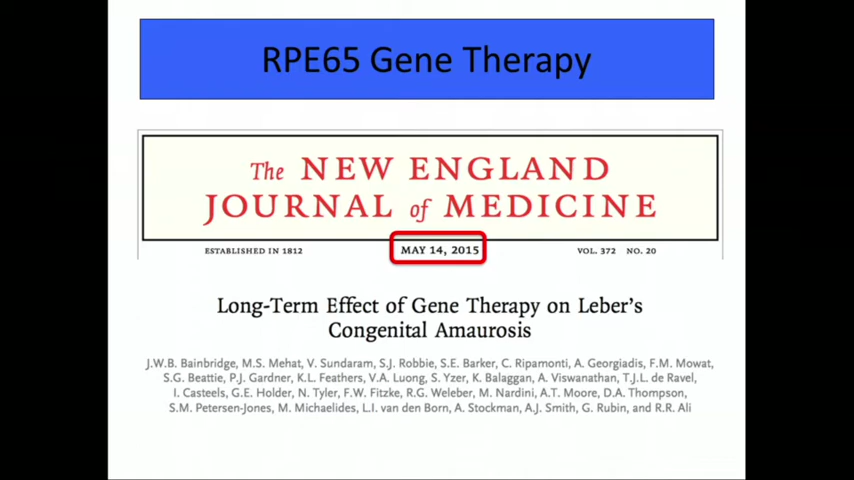 RPE65 Gene Therapy
The NEW ENGLAND
JOURNAL of MEDICINE
ESTABLISHED IN 1812 MAY 14, 2015 VOL. 372 NO. 20
Long-Term Effect of Gene Therapy on Leber's
Congenital Amaurosis
J.W.B. Bainbridge, M.S. Mehat, V. Sundaram, S.J. Robbie, S.E. Barker, C. Ripamonti, A. Georgiadis, F.M. Mowat,
S.G. Beattie, P.J. Gardner, K.L. Feathers, V.A. Luong, S. Yzer, K. Balaggan, A. Viswanathan, T.J.L. de Ravel,
I. Casteels, G.E. Holder, N. Tyler, F.W. Fitzke, R.G. Weleber, M. Nardini, A.T. Moore, D.A. Thompson,
S.M. Petersen-Jones, M. Michaelides, L.I. van den Born, A. Stockman, A.J. Smith, G. Rubin, and R.R. Ali